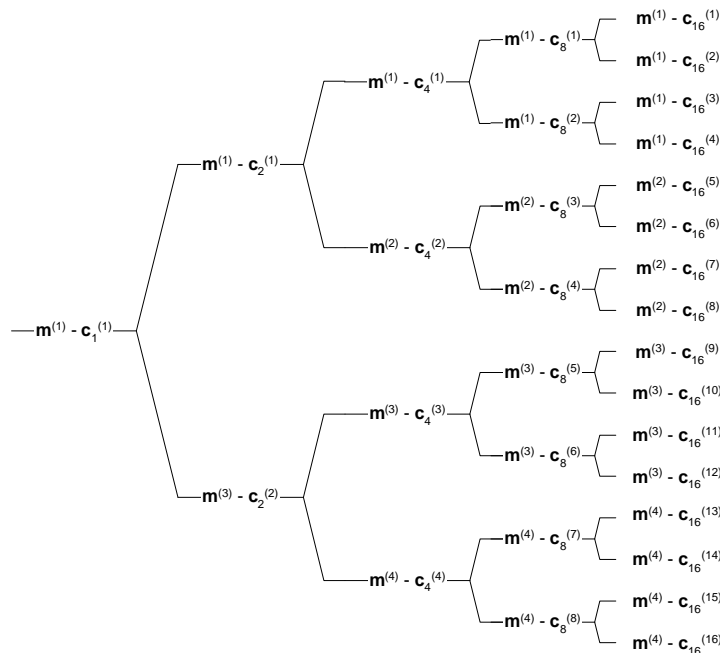 m(1) - c16(1)
m(1) - c8(1)
m(1) - c16(2)
m(1) - c4(1)
m(1) - c16(3)
m(1) - c8(2)
m(1) - c16(4)
m(1) - c2(1)
m(2) - c16(5)
m(2) - c8(3)
m(2) - c16(6)
m(2) - c4(2)
m(2) - c16(7)
m(2) - c8(4)
m(2) - c16(8)
m(1) - c1(1)
m(3) - c16(9)
m(3) - c8(5)
m(3) - c16(10)
m(3) - c4(3)
m(3) - c16(11)
m(3) - c8(6)
m(3) - c16(12)
m(3) - c2(2)
m(4) - c16(13)
m(4) - c8(7)
m(4) - c16(14)
m(4) - c4(4)
m(4) - c16(15)
m(4) - c8(8)
m(4) - c16(16)